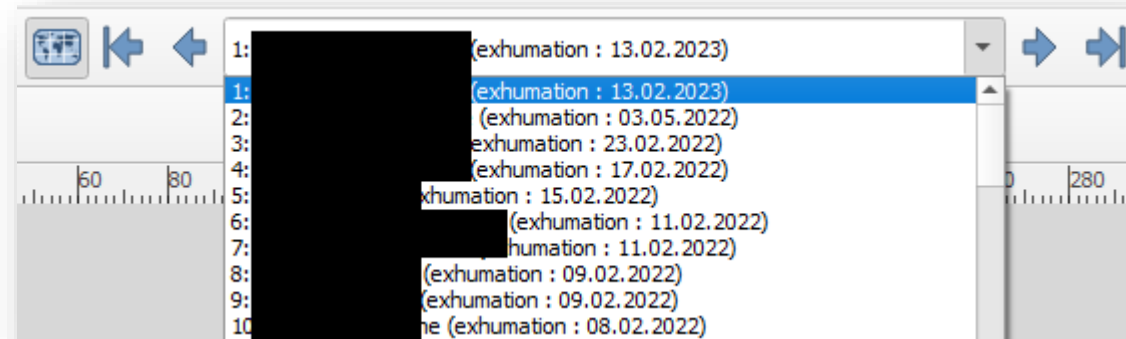 1: (exhumation : 13.02.2023)
1: (exhumation : 13.02.2023)
2: (exhumation : 03.05.2022)
3: exhumation : 23.02.2022)
4: (exhumation : 17.02.2022)
60 80 280
5: xhumation : 15.02.2022)
6: (exhumation : 11.02.2022)
7: humation : 11.02.2022)
8: (exhumation : 09.02.2022)
9: (exhumation : 09.02.2022)
10 ne (exhumation : 08.02.2022)